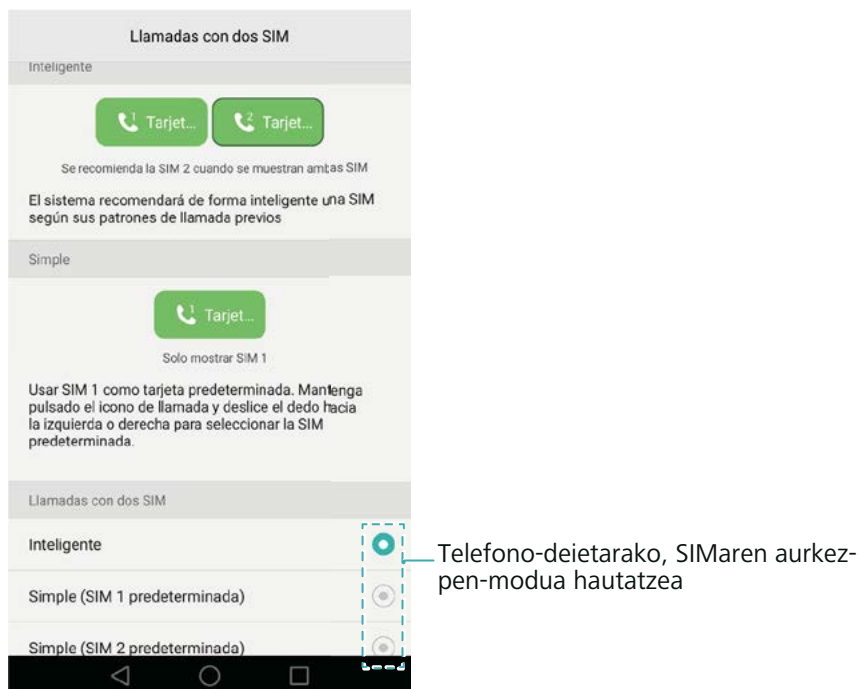 Llamadas con dos SIM
Inteligente
1 Tarjet...
2 Tarjet...
Se recomienda la SIM 2 cuando se muestran ambas SIM
El sistema recomendará de forma inteligente una SIM
según sus patrones de llamada previos
Simple
1 Tarjet...
Solo mostrar SIM 1
Usar SIM 1 como tarjeta predeterminada. Mantenga
pulsado el icono de llamada y deslice el dedo hacia
la izquierda o derecha para seleccionar la SIM
predeterminada.
Llamadas con dos SIM
Inteligente
Telefono-deietarako, SIMaren aurkez-
pen-modua hautatzea
Simple (SIM 1 predeterminada)
Simple (SIM 2 predeterminada)